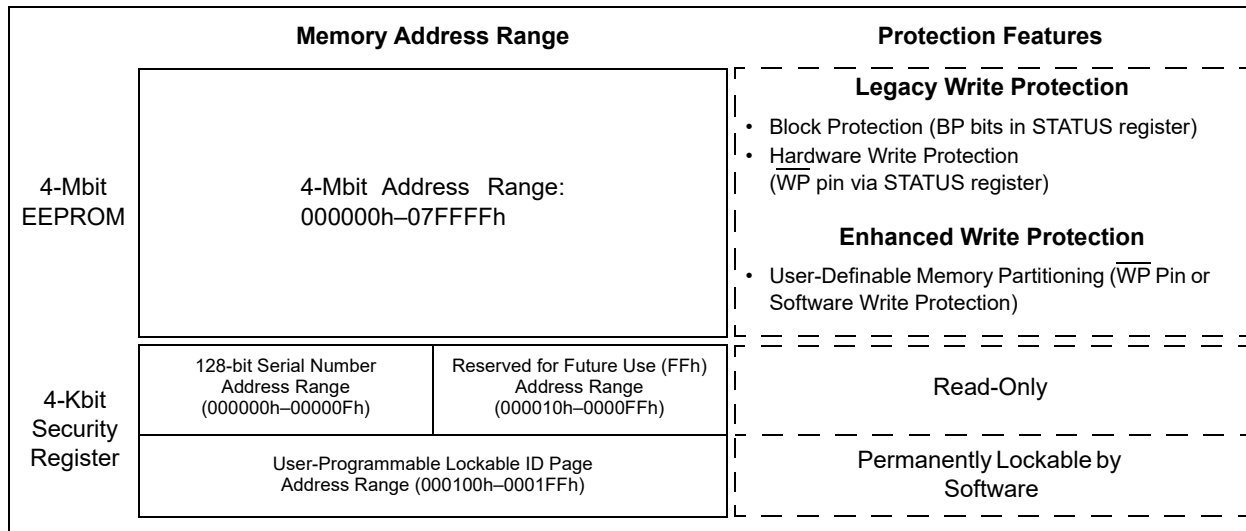 Memory Address Range
Protection Features
4-Mbit
EEPROM
4-Mbit Address Range:
000000h–07FFFFh
Legacy Write Protection
• Block Protection (BP bits in STATUS register)
• Hardware Write Protection
(W̅P̅ pin via STATUS register)
Enhanced Write Protection
• User-Definable Memory Partitioning (W̅P̅ Pin or
Software Write Protection)
4-Kbit
Security
Register
128-bit Serial Number
Address Range
(000000h–00000Fh)
Reserved for Future Use (FFh)
Address Range
(000010h–0000FFh)
Read-Only
User-Programmable Lockable ID Page
Address Range (000100h–0001FFh)
Permanently Lockable by
Software